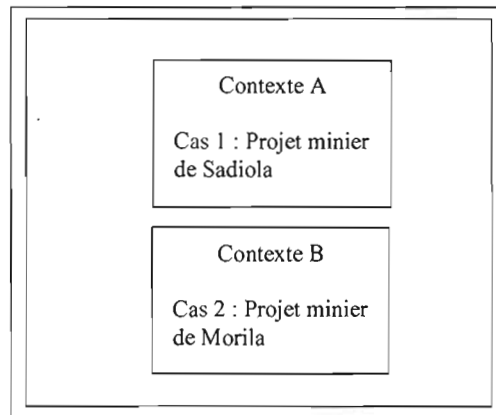 Contexte A
Cas 1 : Projet minier
de Sadiola
Contexte B
Cas 2 : Projet minier
de Morila